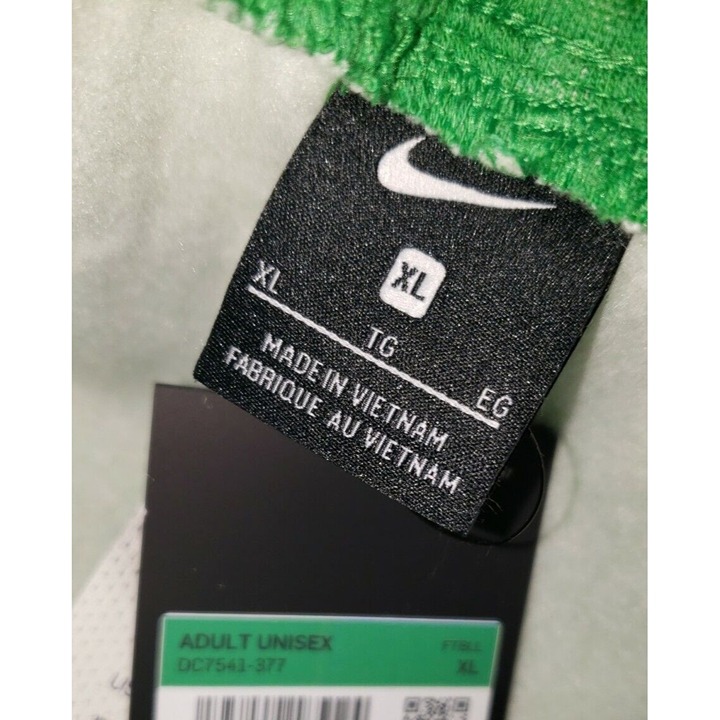 XL
XL TG EG
MADE IN VIETNAM
FABRIQUE AU VIETNAM
ADULT UNISEX FTBLL
DC7541-377 XL